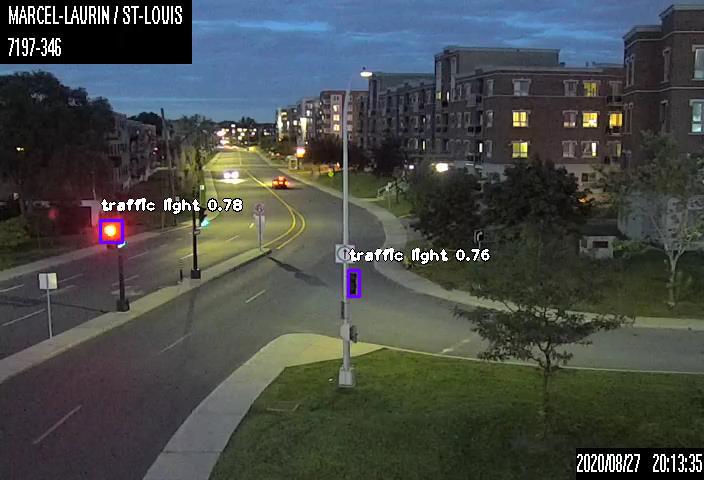 MARCEL-LAURIN / ST-LOUIS
7197-346
traffic light 0.78
traffic light 0.76
2020/08/27 20:13:35